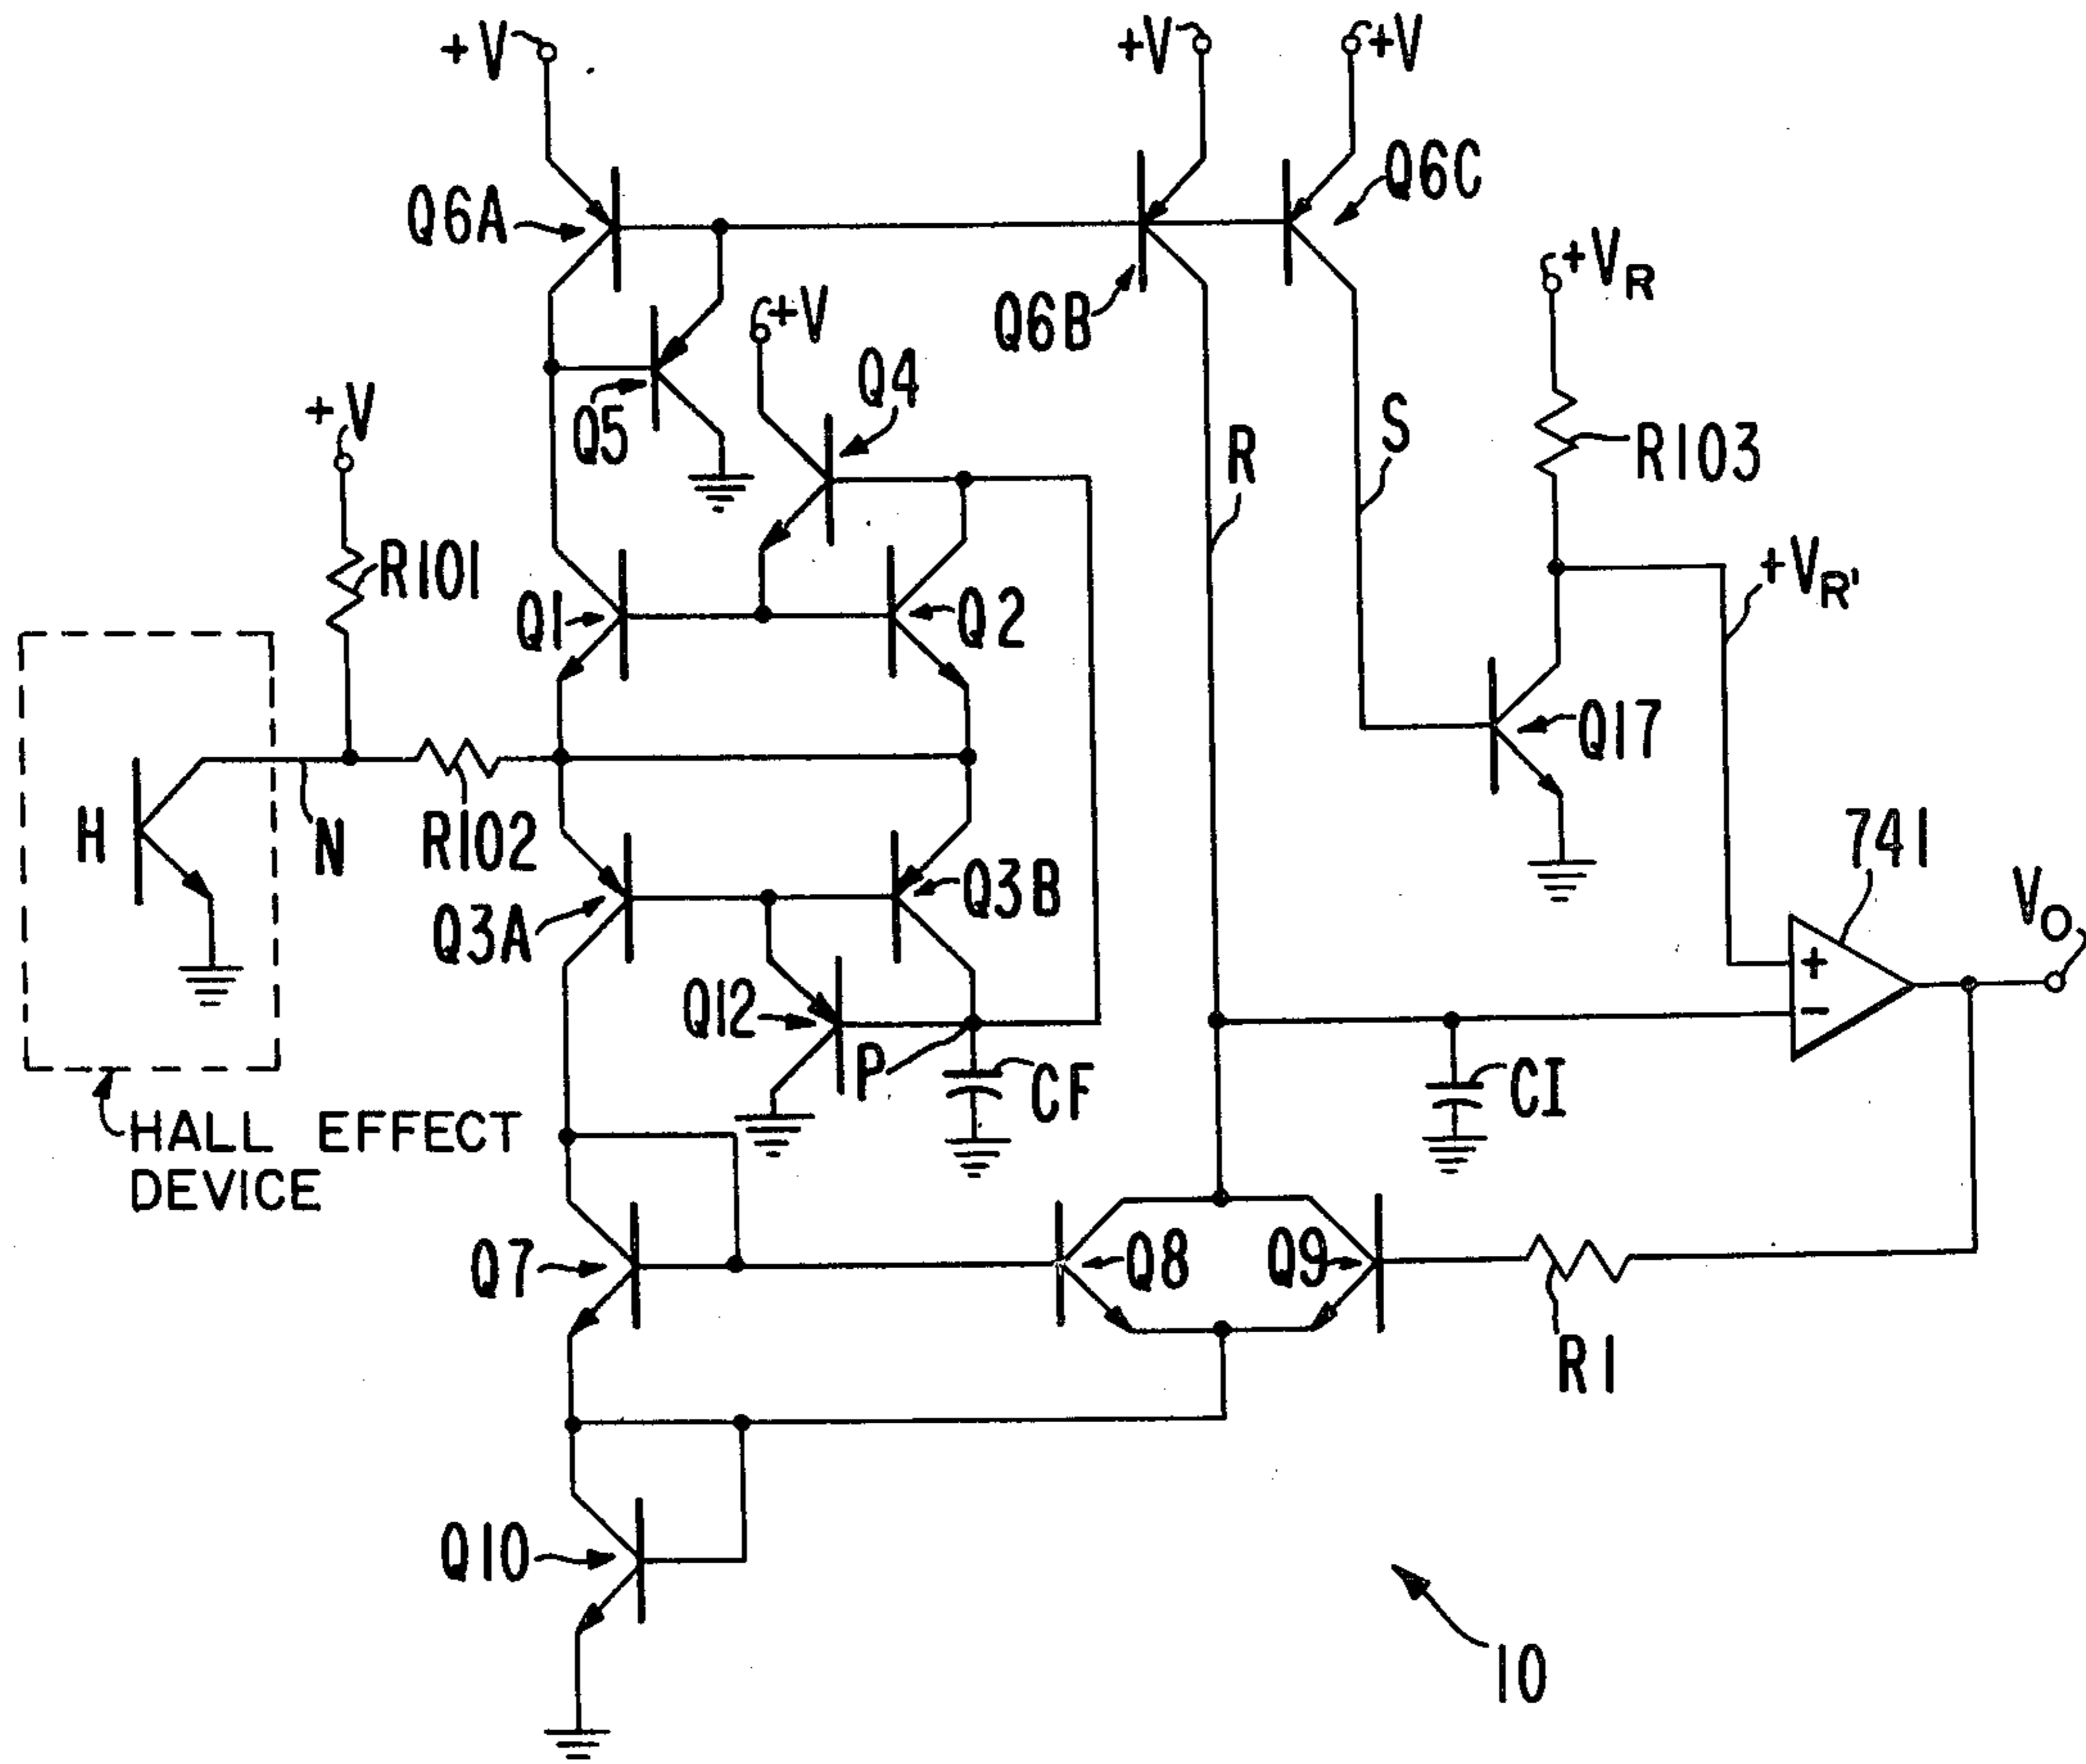 +V
+V
+V
Q6A
Q6C
Q6B
+VR
+V
Q4
Q5
+V
R
S
R103
R101
Q1
Q2
+VR'
Q17
H
N
R102
Q3A
Q3B
741
VO
Q12
P
CF
CI
HALL EFFECT
DEVICE
+
-
Q7
Q8
Q9
R1
Q10
10